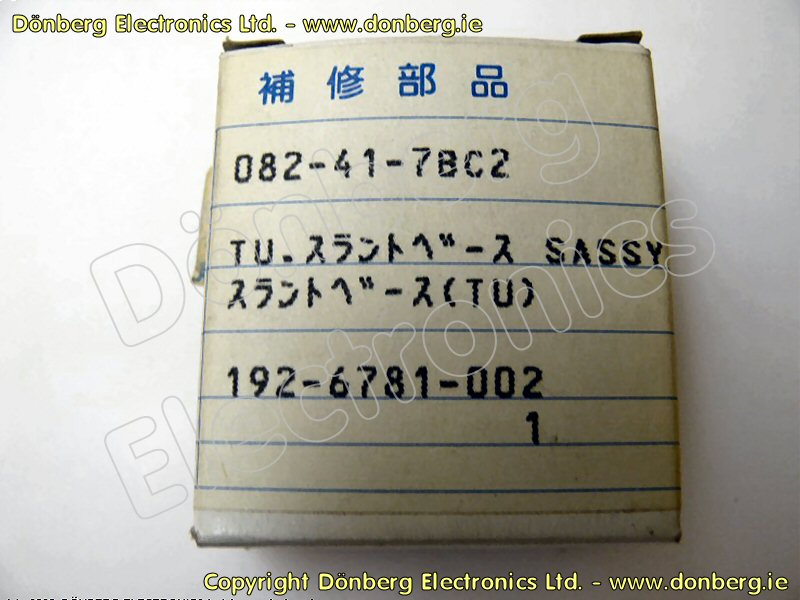 Dönberg Electronics Ltd. - www.donberg.ie
補修部品
082-41-7BC2
TU.スラントベース SASSY
スラントベース(TU)
192-6781-002
1
Dönberg
Electronics
Copyright Dönberg Electronics Ltd. - www.donberg.ie